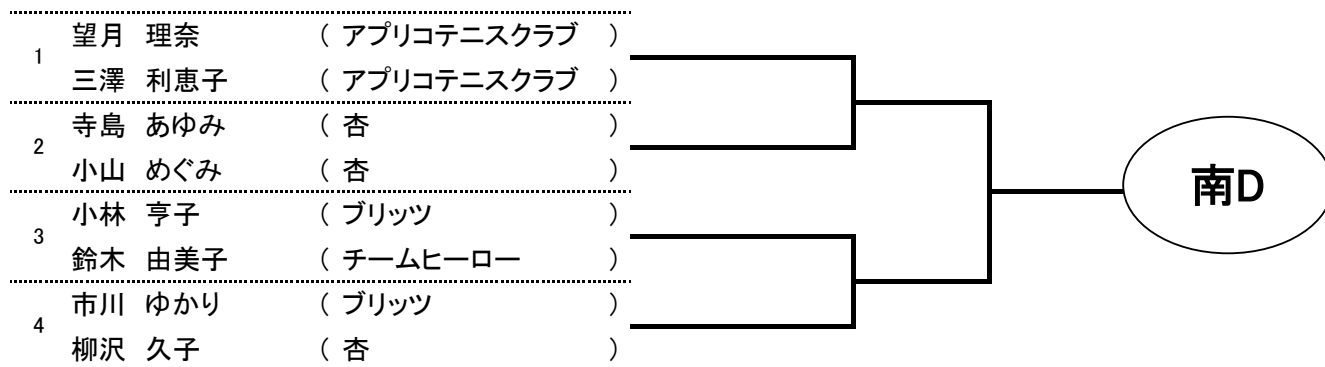 1
望月 理奈 ( アプリコテニスクラブ )
三澤 利恵子 ( アプリコテニスクラブ )
2
寺島 あゆみ ( 杏 )
小山 めぐみ ( 杏 )
3
小林 亨子 ( ブリッツ )
鈴木 由美子 ( チームヒーロー )
4
市川 ゆかり ( ブリッツ )
柳沢 久子 ( 杏 )
南D